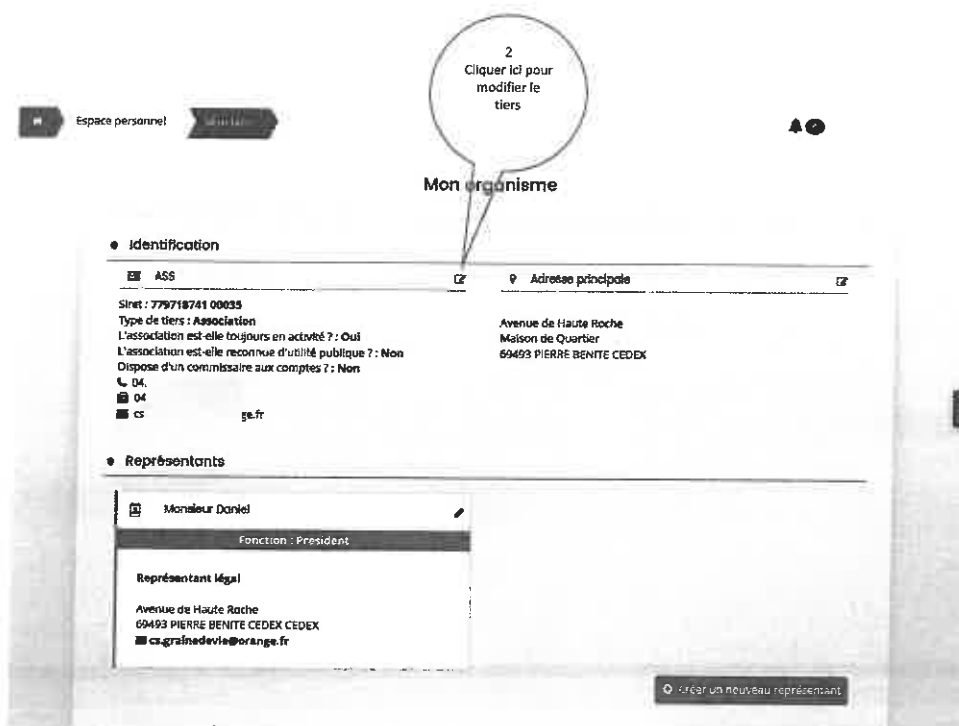 2
Cliquer ici pour
modifier le
tiers
Espace personnel
Mon organisme
Identification
ASS
Siret : 779718741 00035
Type de tiers : Association
L'association est-elle toujours en activité ? : Oui
L'association est-elle reconnue d'utilité publique ? : Non
Dispose d'un commissaire aux comptes ? : Non
04.
04
cs ge.fr
Adresse principale
Avenue de Haute Roche
Maison de Quartier
69493 PIERRE BENITE CEDEX
Représentants
Monsieur Daniel
Fonction : President
Représentant légal
Avenue de Haute Roche
69493 PIERRE BENITE CEDEX CEDEX
cs.grainedevie@orange.fr
Créer un nouveau représentant